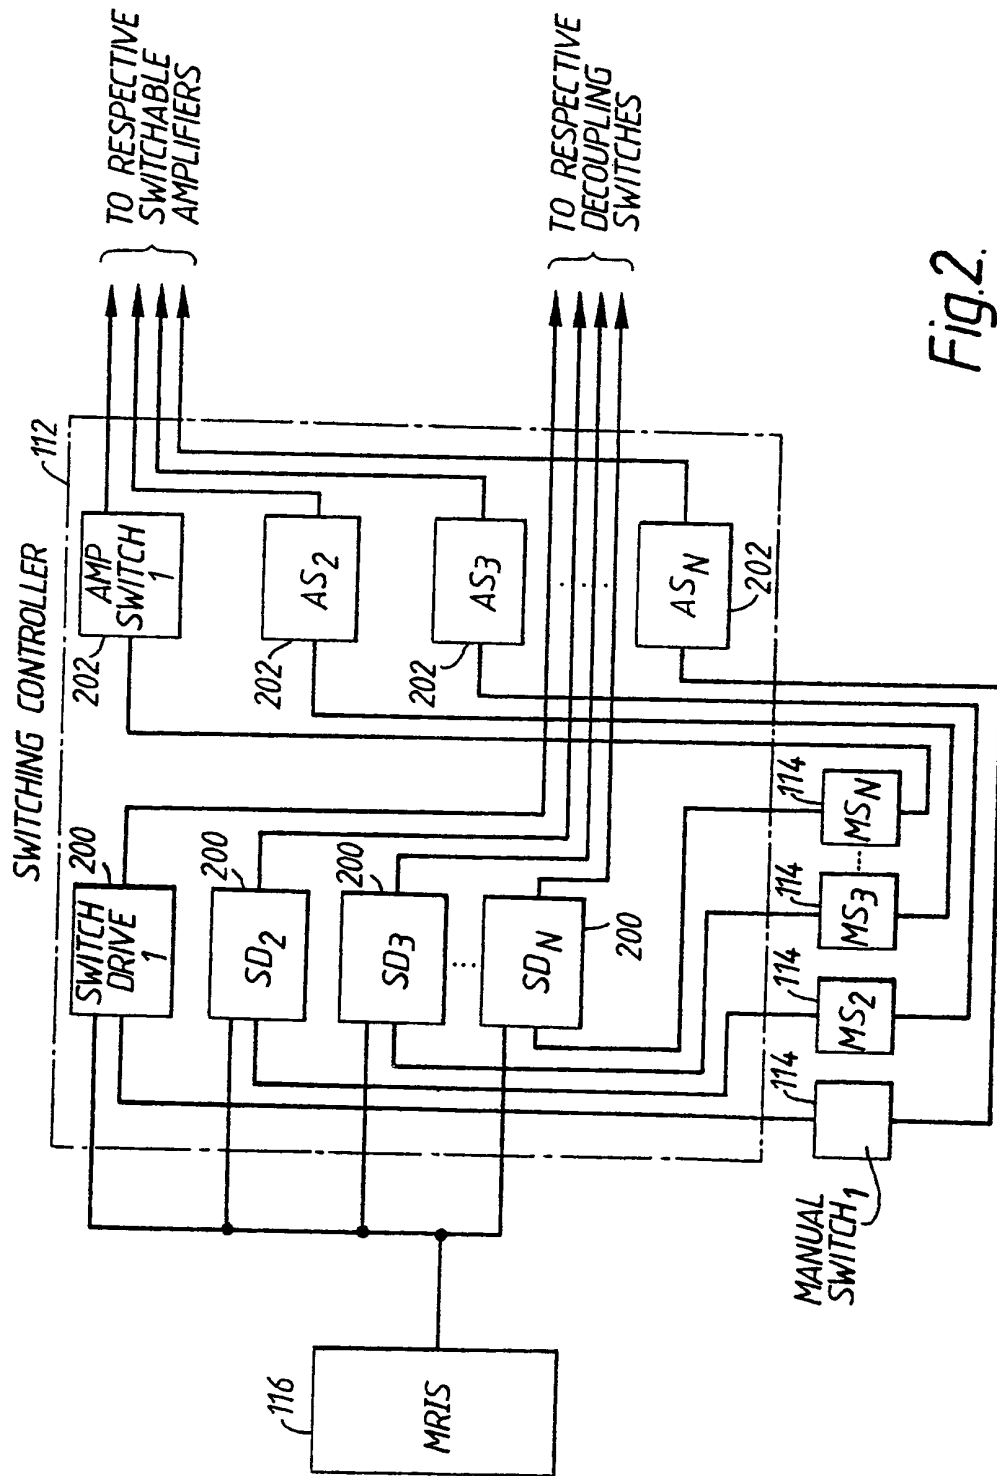 SWITCHING CONTROLLER
112
TO RESPECTIVE
SWITCHABLE
AMPLIFIERS
TO RESPECTIVE
DECOUPLING
SWITCHES
200
SWITCH
DRIVE
1
200
SD2
200
SD3
...
SDN
200
202
AMP
SWITCH
1
202
AS2
202
AS3
.....
ASN
202
116
MRIS
114
MANUAL
SWITCH1
114
MS2
114
MS3
....
114
MSN
Fig.2.